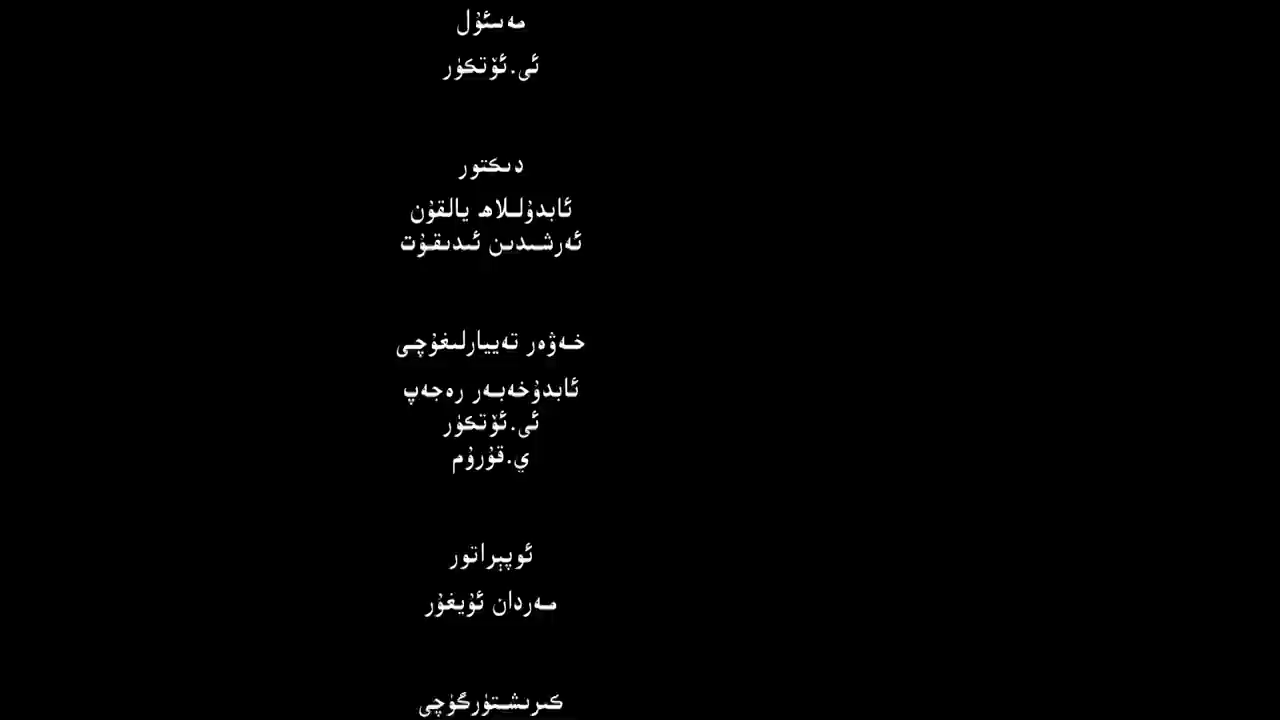 مەسئۇل
ئى.ئۆتكۈر
دىكتور
ئابدۇللاھ يالقۇن
ئەرشىدىن ئىدىقۇت
خەۋەر تەييارلىغۇچى
ئابدۇخەبەر رەجەپ
ئى.ئۆتكۈر
ي.قۇرۇم
ئوپېراتور
مەردان ئۇيغۇر
كىرىشتۈرگۈچى